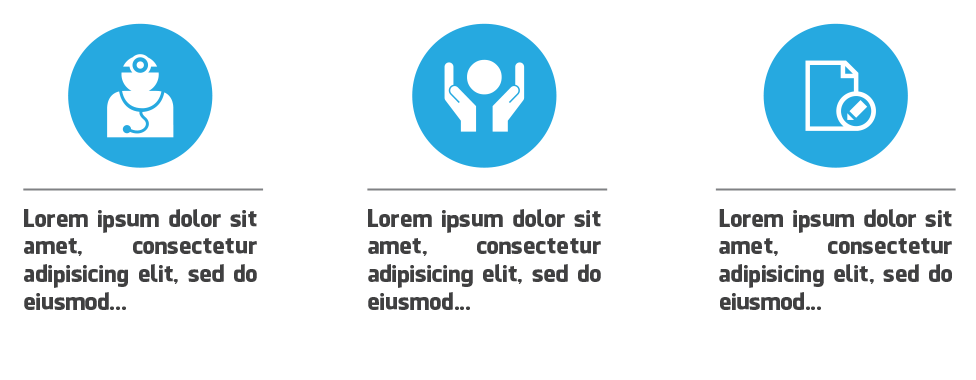 Lorem ipsum dolor sit
amet, consectetur
adipisicing elit, sed do
eiusmod...
Lorem ipsum dolor sit
amet, consectetur
adipisicing elit, sed do
eiusmod...
Lorem ipsum dolor sit
amet, consectetur
adipisicing elit, sed do
eiusmod...